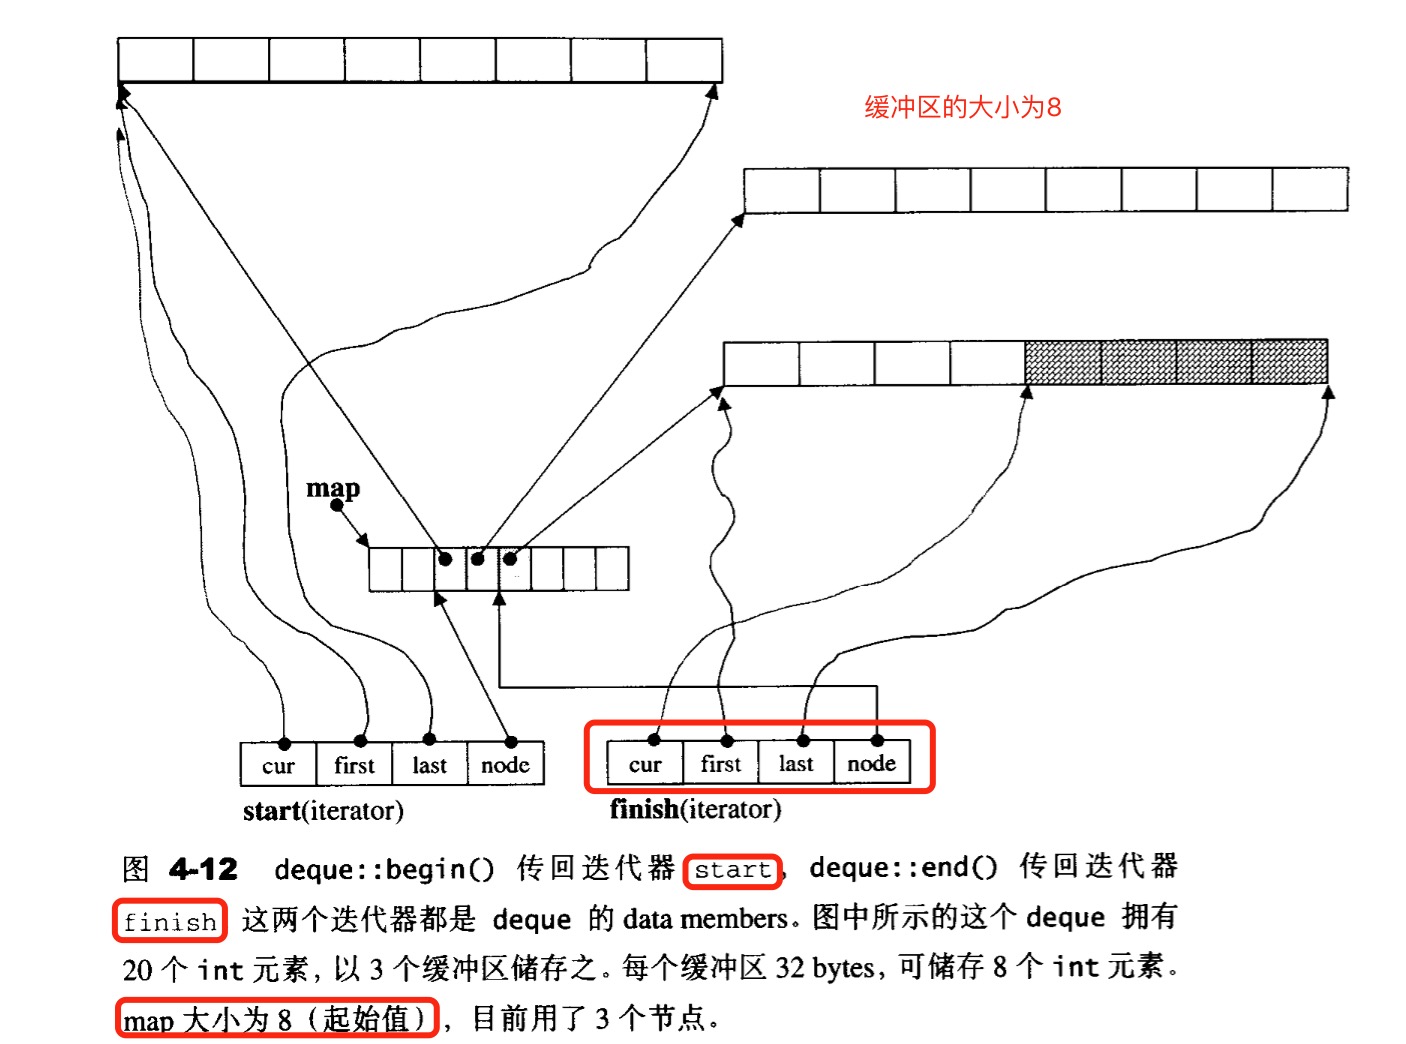 缓冲区的大小为8
map
cur first last node
cur first last node
start(iterator)
finish(iterator)
图 4-12 deque::begin() 传回迭代器 start, deque::end() 传回迭代器
finish 这两个迭代器都是 deque 的 data members。图中所示的这个 deque 拥有
20 个 int 元素, 以 3 个缓冲区储存之。每个缓冲区 32 bytes, 可储存 8 个 int 元素。
map 大小为 8（起始值）, 目前用了 3 个节点。